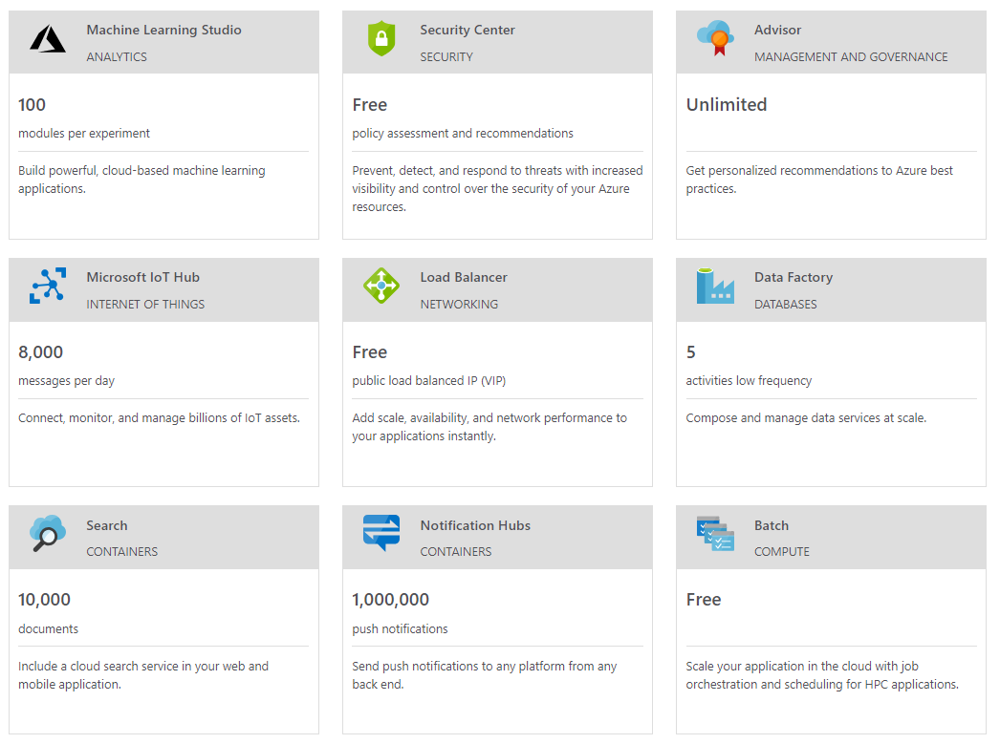 Machine Learning Studio
ANALYTICS
100
modules per experiment
Build powerful, cloud-based machine learning
applications.
Security Center
SECURITY
Free
policy assessment and recommendations
Prevent, detect, and respond to threats with increased
visibility and control over the security of your Azure
resources.
Advisor
MANAGEMENT AND GOVERNANCE
Unlimited
Get personalized recommendations to Azure best
practices.
Microsoft IoT Hub
INTERNET OF THINGS
8,000
messages per day
Connect, monitor, and manage billions of IoT assets.
Load Balancer
NETWORKING
Free
public load balanced IP (VIP)
Add scale, availability, and network performance to
your applications instantly.
Data Factory
DATABASES
5
activities low frequency
Compose and manage data services at scale.
Search
CONTAINERS
10,000
documents
Include a cloud search service in your web and
mobile application.
Notification Hubs
CONTAINERS
1,000,000
push notifications
Send push notifications to any platform from any
back end.
Batch
COMPUTE
Free
Scale your application in the cloud with job
orchestration and scheduling for HPC applications.